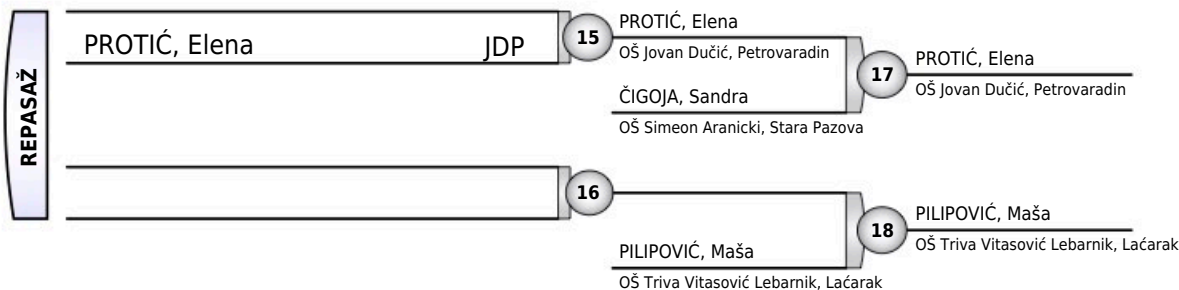 REPASAŽ
PROTIĆ, Elena JDP
15
PROTIĆ, Elena
OŠ Jovan Dučić, Petrovaradin
ČIGOJA, Sandra
OŠ Simeon Aranicki, Stara Pazova
17
PROTIĆ, Elena
OŠ Jovan Dučić, Petrovaradin
16
PILIPOVIĆ, Maša
OŠ Triva Vitasović Lebarnik, Laćarak
18
PILIPOVIĆ, Maša
OŠ Triva Vitasović Lebarnik, Laćarak